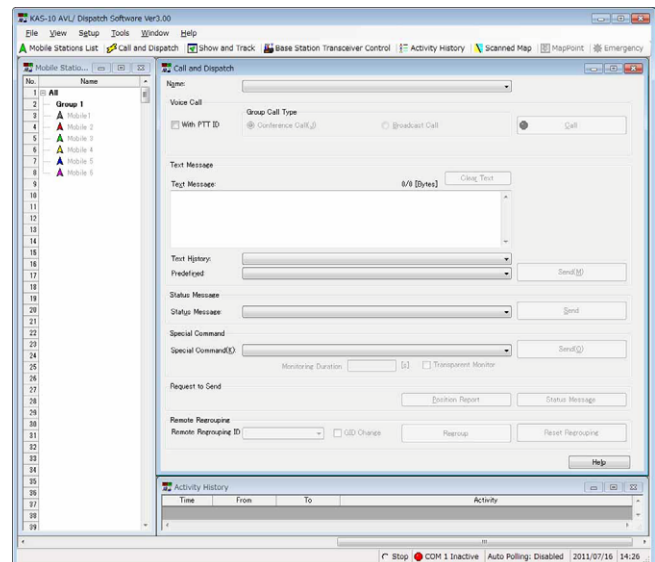 KAS-10 AVL/ Dispatch Software Ver3.00
File View Setup Tools Window Help
Mobile Stations List Call and Dispatch Show and Track Base Station Transceiver Control Activity History Scanned Map MapPoint Emergency
Mobile Statio...
No. Name
1 All
2 Group 1
3 Mobile1
4 Mobile 2
5 Mobile 3
6 Mobile 4
7 Mobile 5
8 Mobile 6
9
10
11
12
13
14
15
16
17
18
19
20
21
22
23
24
25
26
27
28
29
30
31
32
33
34
35
36
37
38
39
Call and Dispatch
Name:
Voice Call
Group Call Type
With PTT ID Conference Call(J) Broadcast Call Call
Text Message
Text Message: 0/0 [Bytes] Clear Text
Text History:
Predefined: Send(M)
Status Message
Status Message: Send
Special Command
Special Command(K): Send(Q)
Monitoring Duration [s] Transparent Monitor
Request to Send
Position Report Status Message
Remote Regrouping
Remote Regrouping ID GID Change Regroup Reset Regrouping
Help
Activity History
Time From To Activity
Stop COM 1 Inactive Auto Polling: Disabled 2011/07/16 14:26